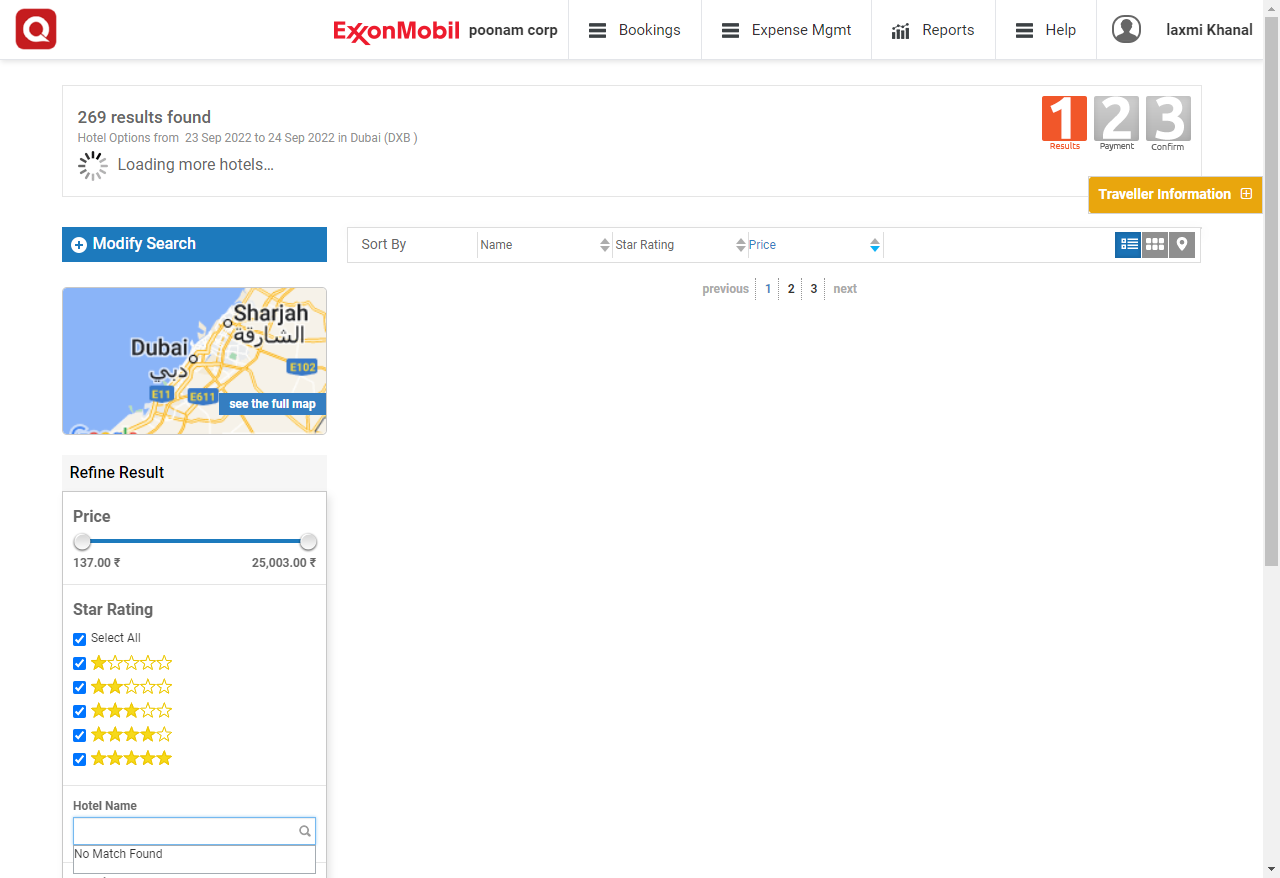 Q
ExxonMobil poonam corp Bookings Expense Mgmt Reports Help laxmi Khanal
269 results found
Hotel Options from 23 Sep 2022 to 24 Sep 2022 in Dubai (DXB )
Loading more hotels...
1 2 3
Results Payment Confirm
Traveller Information
Modify Search
Sort By Name Star Rating Price
previous 1 2 3 next
Sharjah
الشارقة
Dubai
دبي
E102
E11
E611
see the full map
Google
Refine Result
Price
137.00 ₹ 25,003.00 ₹
Star Rating
Select All
Hotel Name
No Match Found